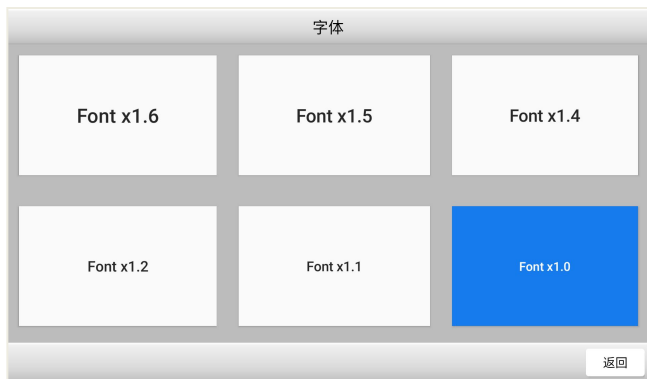 字体
Font x1.6
Font x1.5
Font x1.4
Font x1.2
Font x1.1
Font x1.0
返回